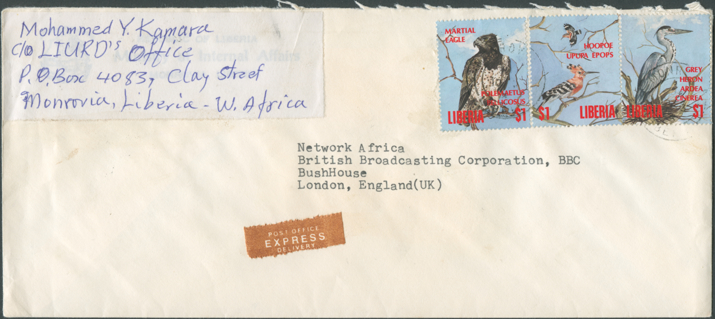 Mohammed Y. Kamara
c/o LIURD'S Office
P.O.Box 4083, Clay Street
Monrovia, Liberia - W. Africa
MARTIAL
EAGLE
LIBERIA $1
HOOPOE
UPUPA EPOPS
$1 LIBERIA
GREY
HERON
ARDEA
CINEREA
LIBERIA $1
Network Africa
British Broadcasting Corporation, BBC
BushHouse
London, England(UK)
POST OFFICE
EXPRESS
DELIVERY